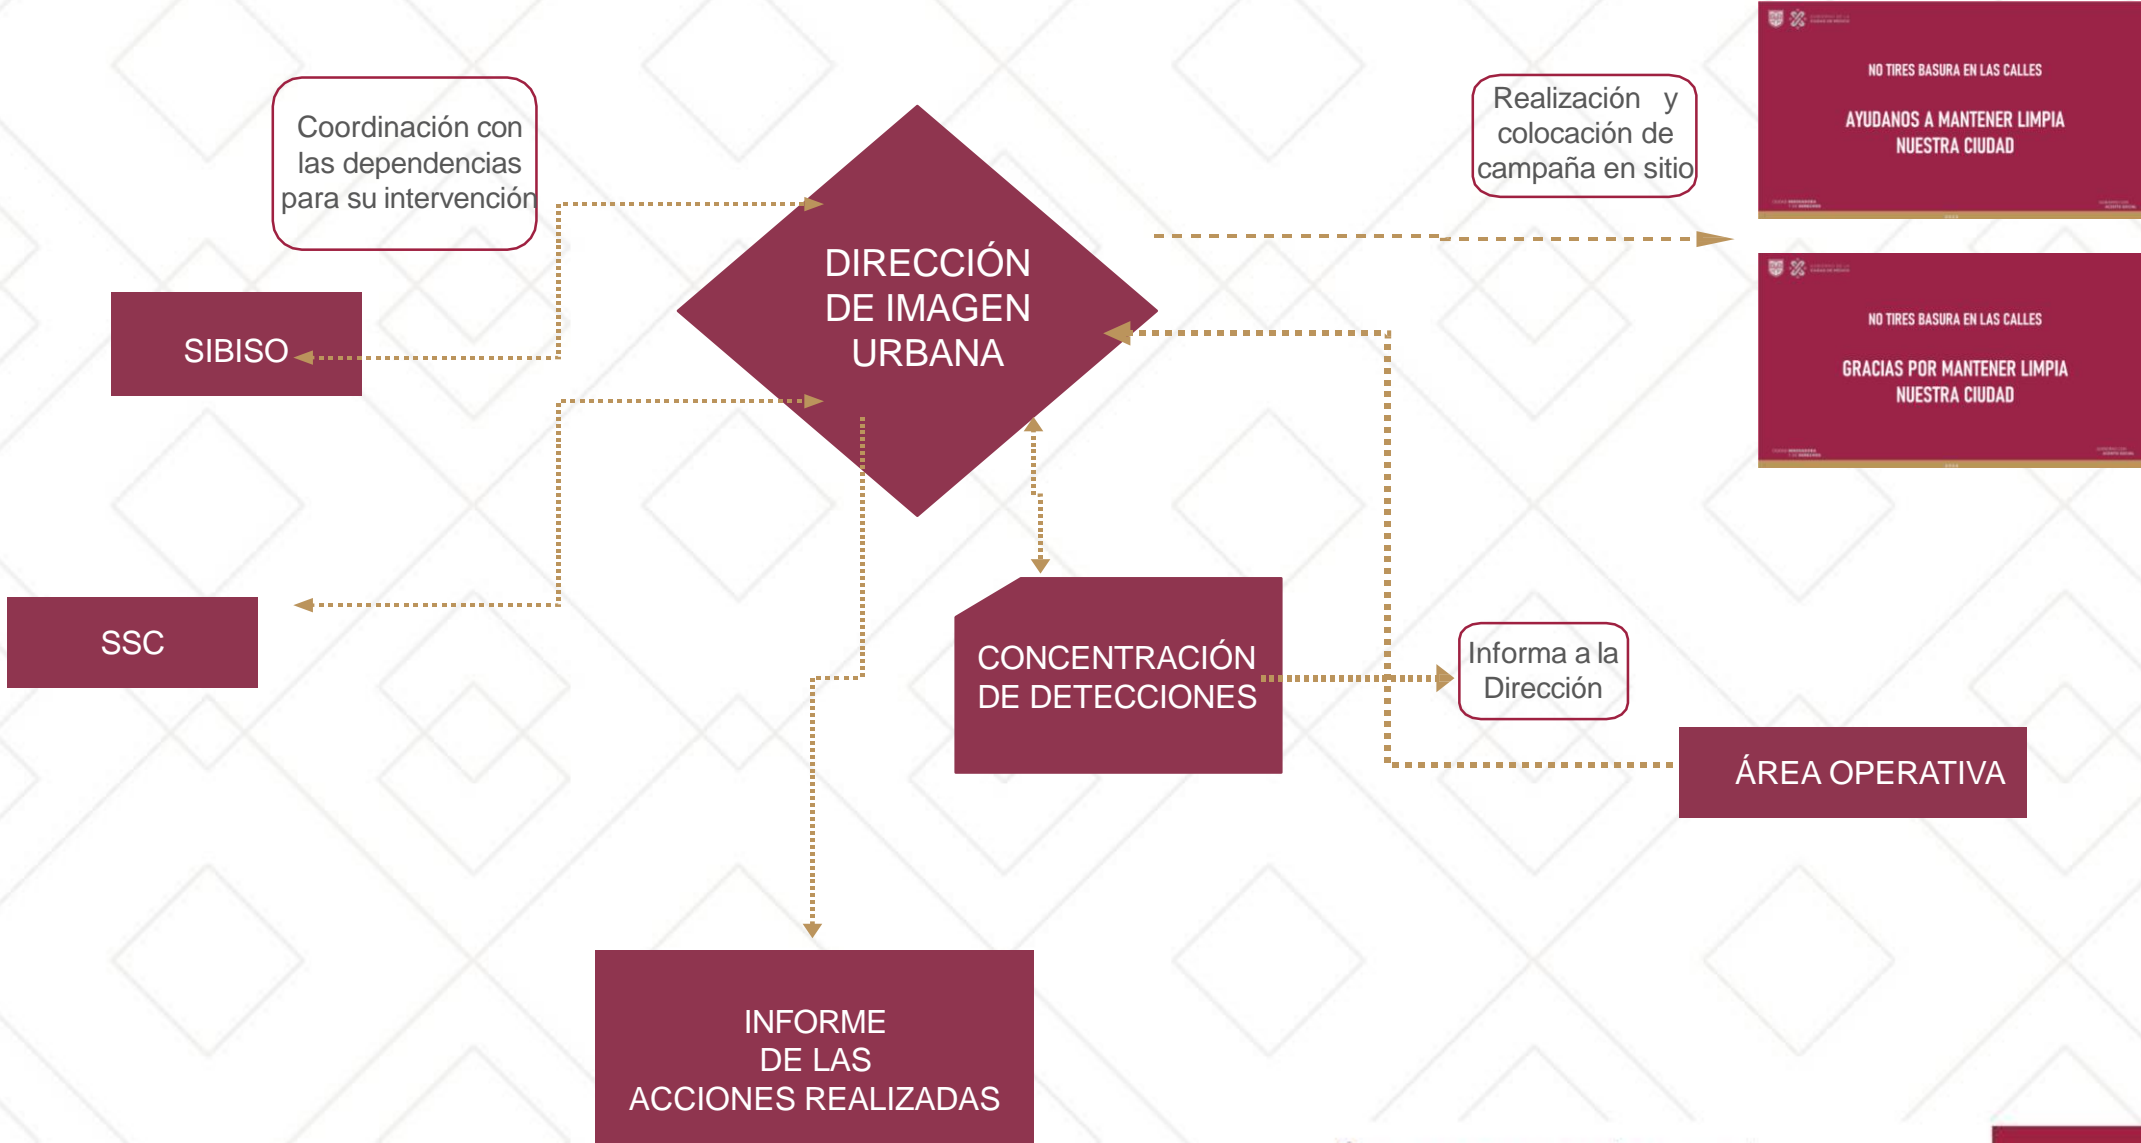 Coordinación con
las dependencias
para su intervención
Realización y
colocación de
campaña en sitio
NO TIRES BASURA EN LAS CALLES
AYUDANOS A MANTENER LIMPIA
NUESTRA CIUDAD
DIRECCIÓN
DE IMAGEN
URBANA
SIBISO
NO TIRES BASURA EN LAS CALLES
GRACIAS POR MANTENER LIMPIA
NUESTRA CIUDAD
SSC
CONCENTRACIÓN
DE DETECCIONES
Informa a la
Dirección
ÁREA OPERATIVA
INFORME
DE LAS
ACCIONES REALIZADAS